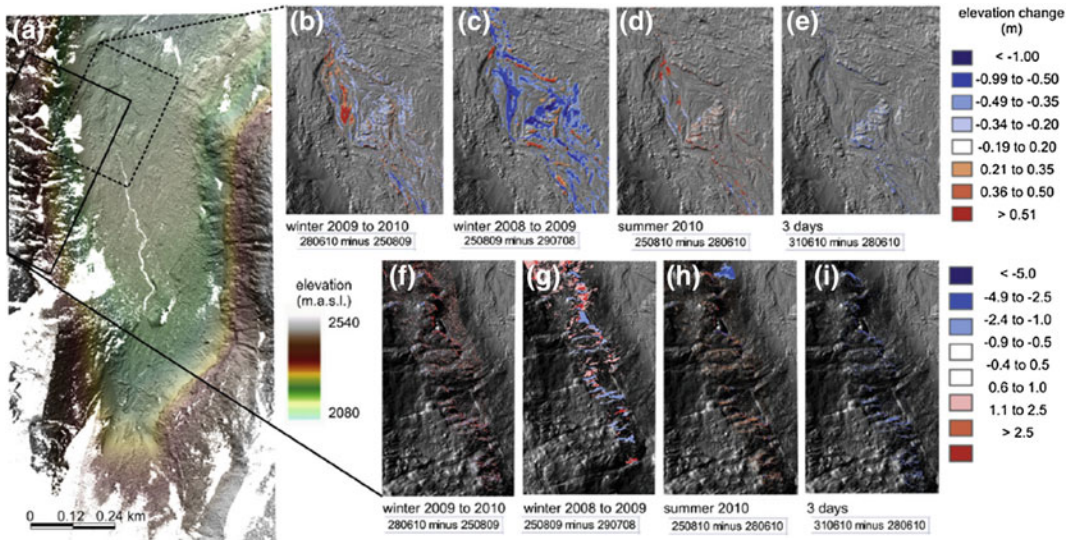 (a)
(b)
(c)
(d)
(e)
elevation change
(m)
< -1.00
-0.99 to -0.50
-0.49 to -0.35
-0.34 to -0.20
-0.19 to 0.20
0.21 to 0.35
0.36 to 0.50
> 0.51
winter 2009 to 2010
280610 minus 250809
winter 2008 to 2009
250809 minus 290708
summer 2010
250810 minus 280610
3 days
310610 minus 280610
(f)
(g)
(h)
(i)
elevation
(m.a.s.l.)
2540
2080
< -5.0
-4.9 to -2.5
-2.4 to -1.0
-0.9 to -0.5
-0.4 to 0.5
0.6 to 1.0
1.1 to 2.5
> 2.5
0 0.12 0.24 km
winter 2009 to 2010
280610 minus 250809
winter 2008 to 2009
250809 minus 290708
summer 2010
250810 minus 280610
3 days
310610 minus 280610